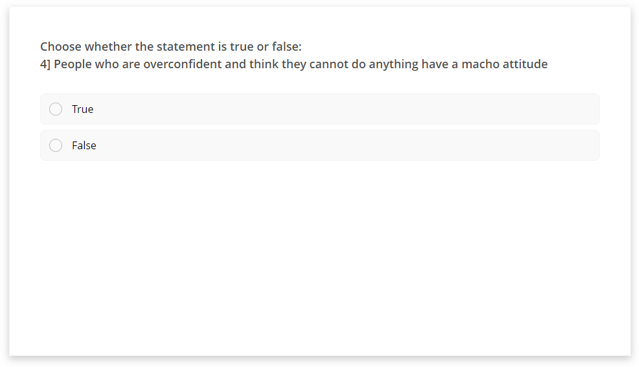 Choose whether the statement is true or false:
4] People who are overconfident and think they cannot do anything have a macho attitude
True
False